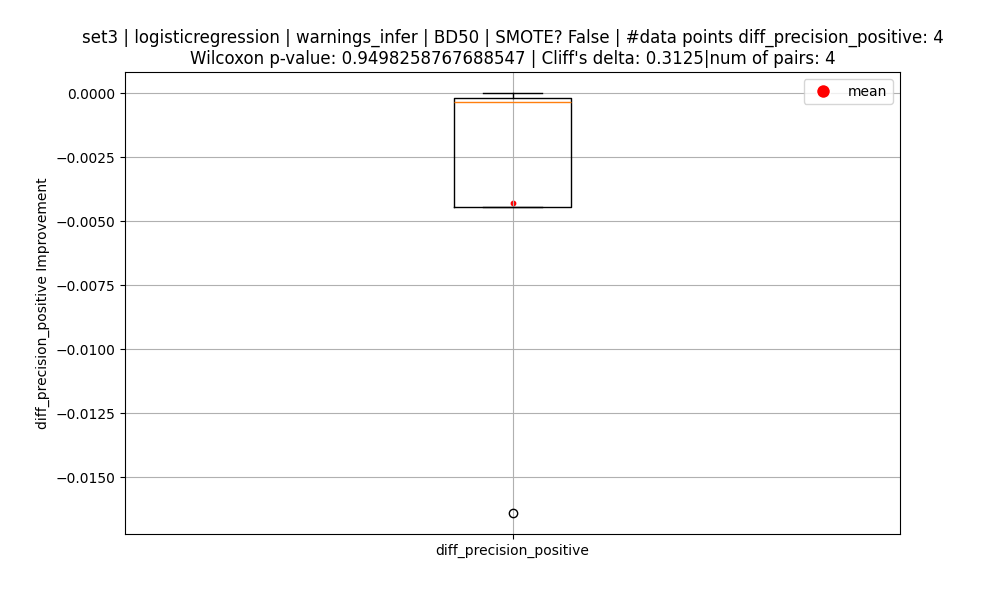 set3 | logisticregression | warnings_infer | BD50 | SMOTE? False | #data points diff_precision_positive: 4
Wilcoxon p-value: 0.9498258767688547 | Cliff's delta: 0.3125|num of pairs: 4
mean
diff_precision_positive Improvement
0.0000
−0.0025
−0.0050
−0.0075
−0.0100
−0.0125
−0.0150
diff_precision_positive